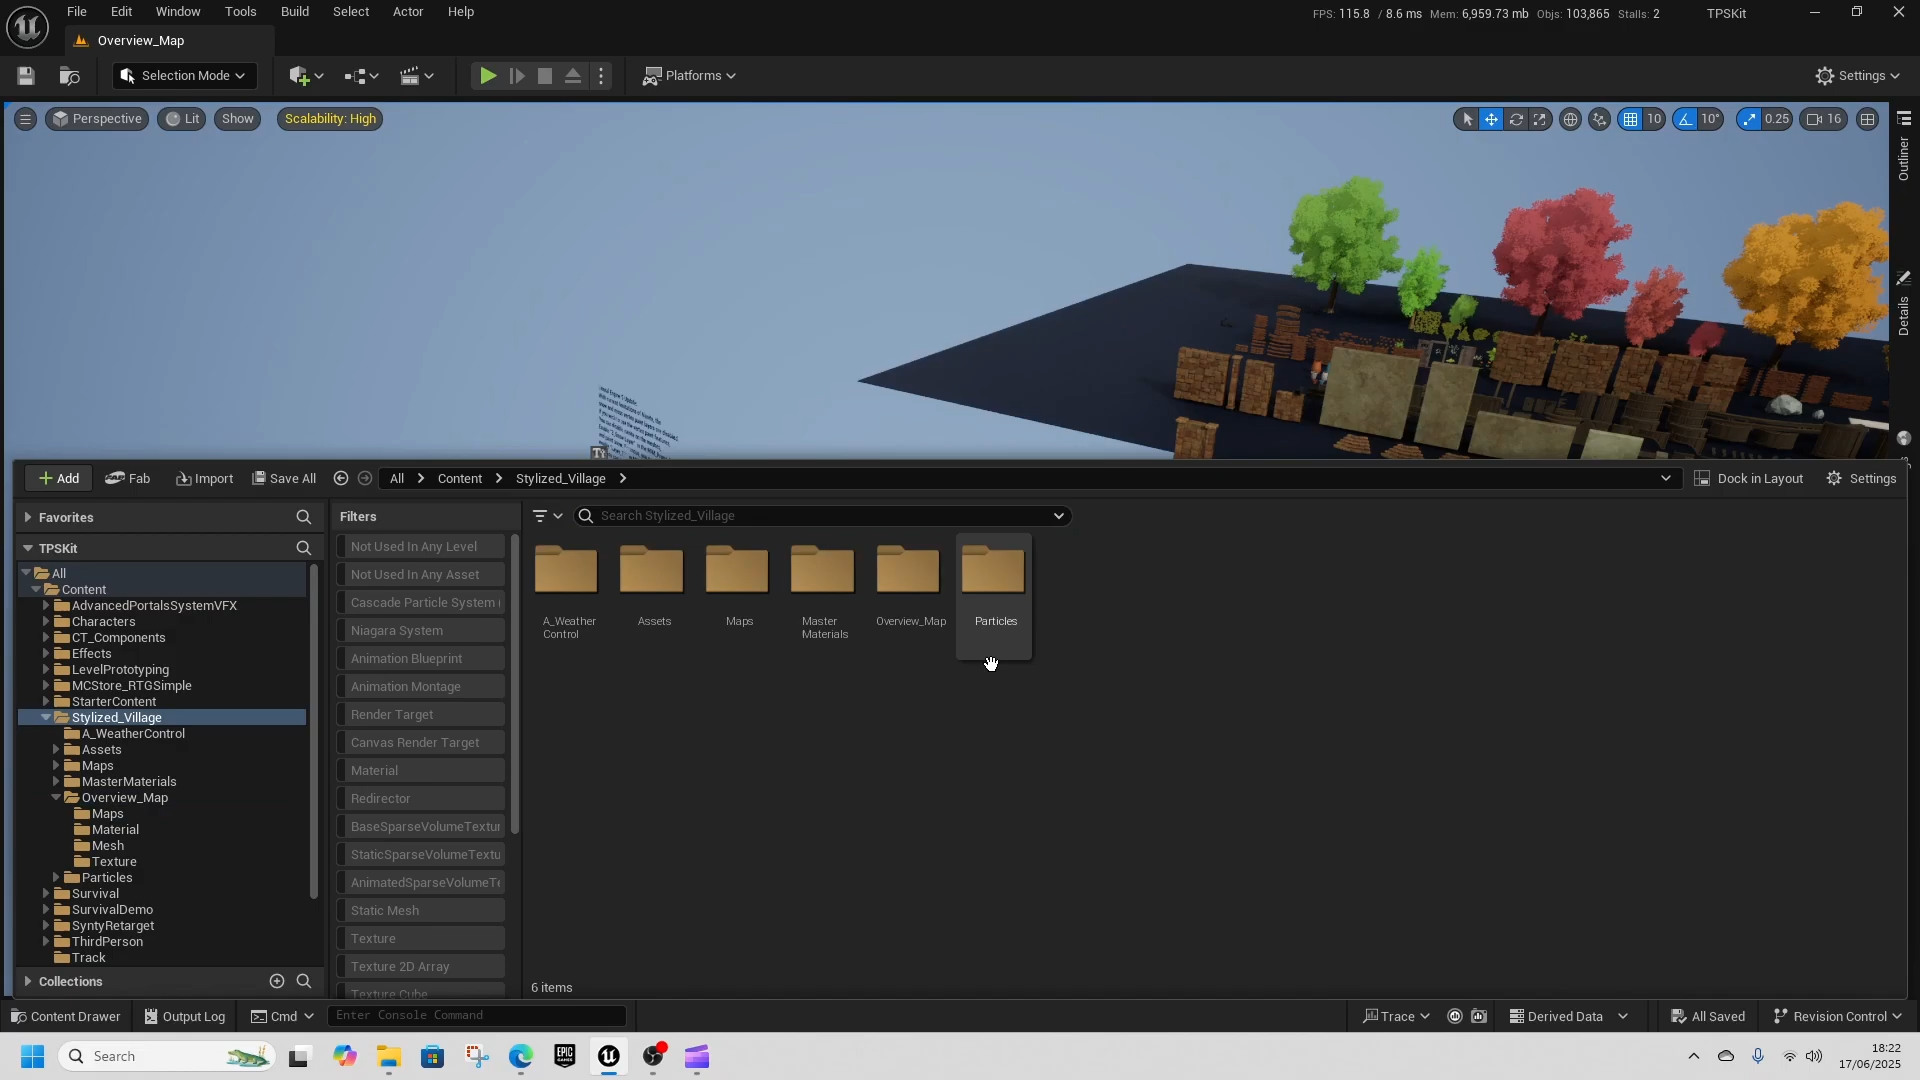 File Edit Window Tools Build Select Actor Help
FPS: 115.8 / 8.6 ms Mem: 6,959.73 mb Objs: 103,865 Stalls: 2
TPSKit
Overview_Map
Selection Mode
Platforms
Settings
Perspective
Lit
Show
Scalability: High
10
10°
0.25
16
Outliner
Details
Add
Fab
Import
Save All
All
Content
Stylized_Village
Dock in Layout
Settings
Favorites
TPSKit
All
Content
AdvancedPortalsSystemVFX
Characters
CT_Components
Effects
LevelPrototyping
MCStore_RTGSimple
StarterContent
Stylized_Village
A_WeatherControl
Assets
Maps
MasterMaterials
Overview_Map
Maps
Material
Mesh
Texture
Particles
Survival
SurvivalDemo
SyntyRetarget
ThirdPerson
Track
Collections
Filters
Not Used In Any Level
Not Used In Any Asset
Cascade Particle System (
Niagara System
Animation Blueprint
Animation Montage
Render Target
Canvas Render Target
Material
Redirector
BaseSparseVolumeTextur
StaticSparseVolumeTextu
AnimatedSparseVolumeTe
Static Mesh
Texture
Texture 2D Array
Texture Cube
Search Stylized_Village
A_Weather
Control
Assets
Maps
Master
Materials
Overview_Map
Particles
6 items
Content Drawer
Output Log
Cmd
Enter Console Command
Trace
Derived Data
All Saved
Revision Control
Search
EPIC
GAMES
18:22
17/06/2025